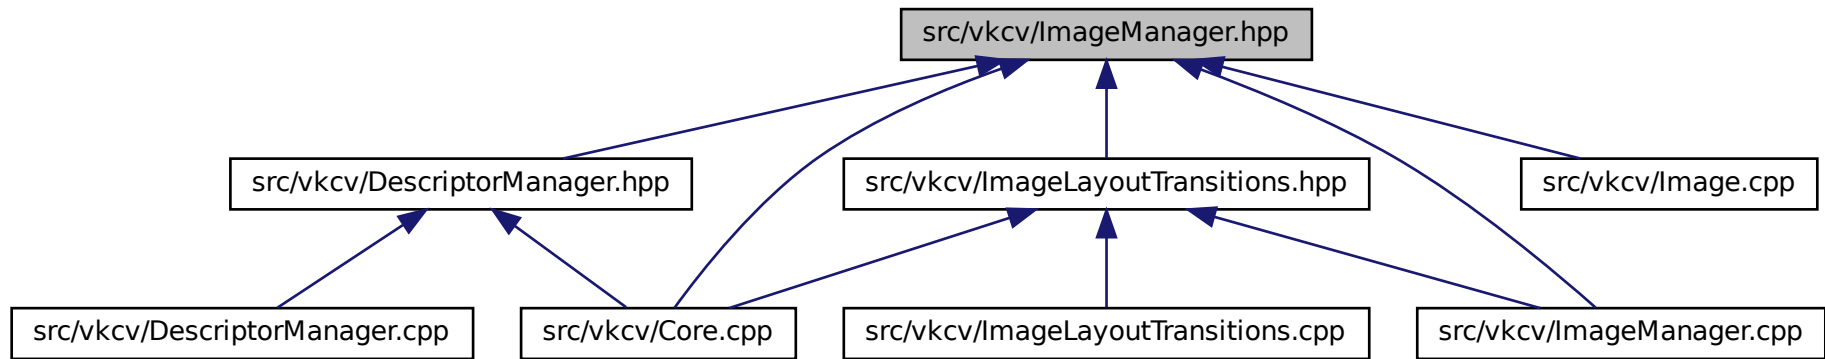 src/vkcv/ImageManager.hpp
src/vkcv/DescriptorManager.hpp
src/vkcv/ImageLayoutTransitions.hpp
src/vkcv/Image.cpp
src/vkcv/DescriptorManager.cpp
src/vkcv/Core.cpp
src/vkcv/ImageLayoutTransitions.cpp
src/vkcv/ImageManager.cpp